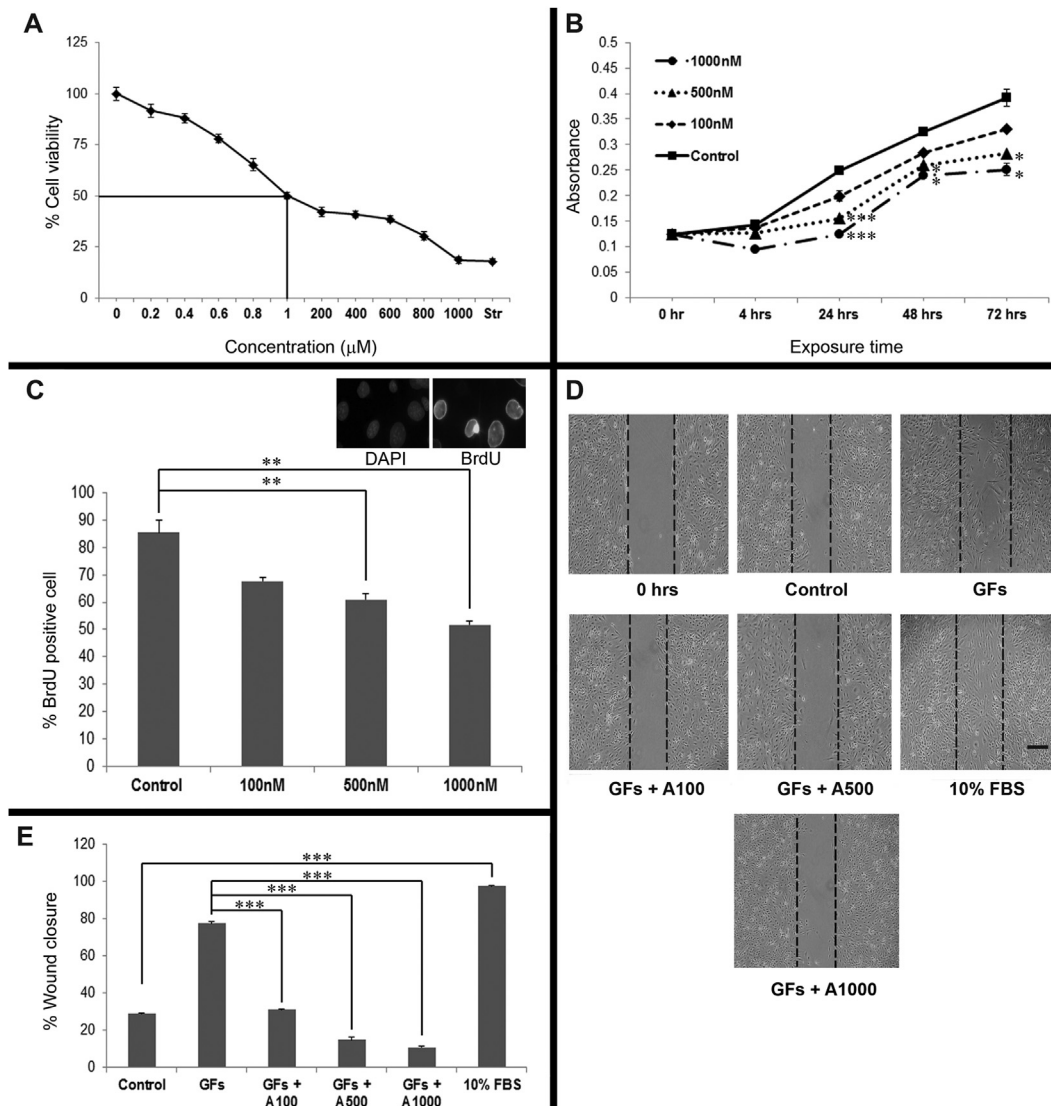 A
% Cell viability
125
100
75
50
25
0
0 0.2 0.4 0.6 0.8 1 200 400 600 800 1000 Str
Concentration (μM)
B
Absorbance
0.5
0.45
0.4
0.35
0.3
0.25
0.2
0.15
0.1
0.05
0
1000nM
500nM
100nM
Control
*
*
*
*
***
***
0 hr 4 hrs 24 hrs 48 hrs 72 hrs
Exposure time
C
DAPI BrdU
**
**
% BrdU positive cell
100
90
80
70
60
50
40
30
20
10
0
Control 100nM 500nM 1000nM
D
0 hrs Control GFs
GFs + A100 GFs + A500 10% FBS
GFs + A1000
E
% Wound closure
120
100
80
60
40
20
0
***
***
***
***
Control GFs GFs + GFs + GFs + 10% FBS
A100 A500 A1000